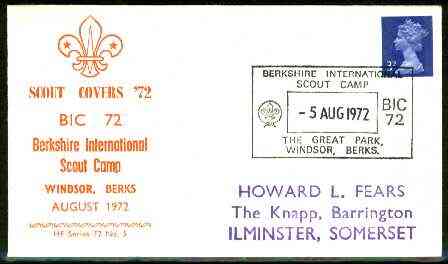 SCOUT COVERS '72
BIC 72
Berkshire International
Scout Camp
WINDSOR, BERKS
AUGUST 1972
HF Series 72 No. 5
BERKSHIRE INTERNATIONAL
SCOUT CAMP
- 5 AUG 1972
BIC
72
THE GREAT PARK,
WINDSOR, BERKS.
HOWARD L. FEARS
The Knapp, Barrington
ILMINSTER, SOMERSET